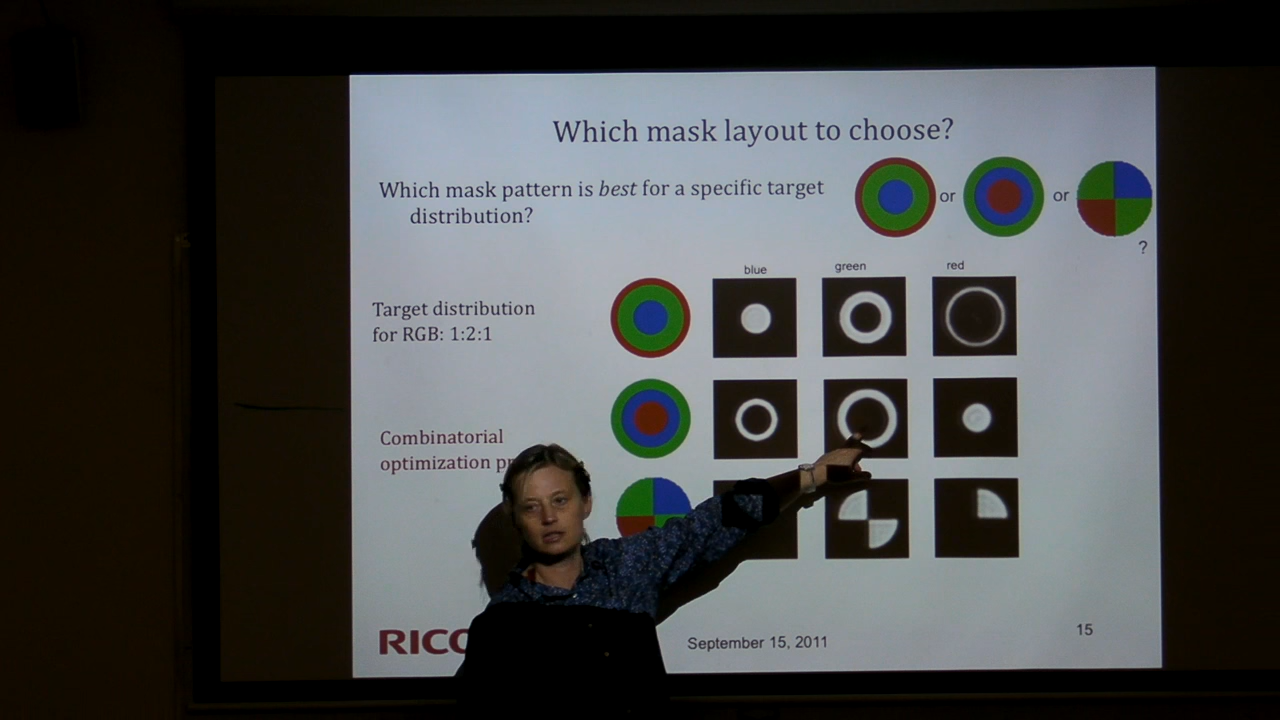 Which mask layout to choose?
Which mask pattern is best for a specific target
distribution?
or
or
?
blue
green
red
Target distribution
for RGB: 1:2:1
Combinatorial
optimization
September 15, 2011
15